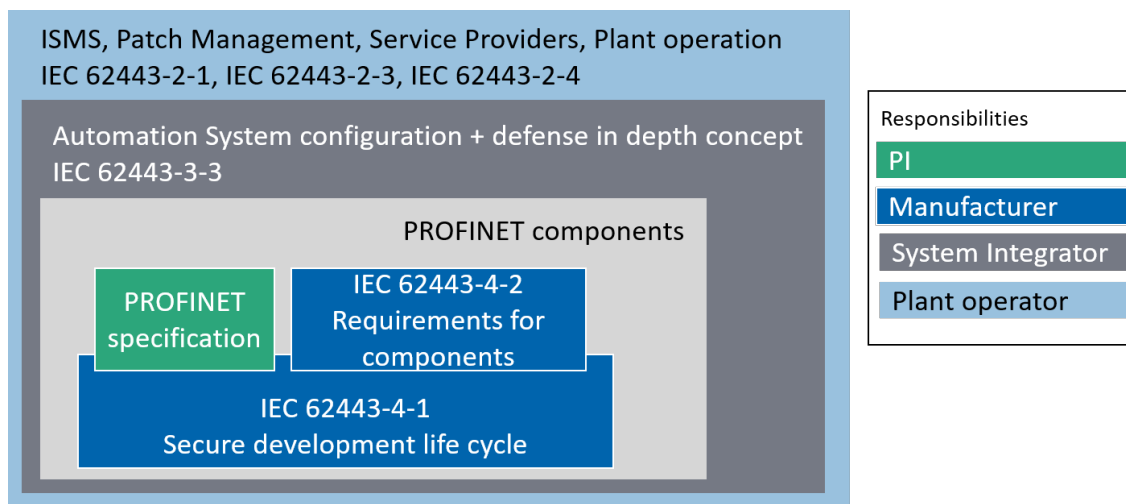 ISMS, Patch Management, Service Providers, Plant operation
IEC 62443-2-1, IEC 62443-2-3, IEC 62443-2-4
Automation System configuration + defense in depth concept
IEC 62443-3-3
PROFINET components
PROFINET
specification
IEC 62443-4-2
Requirements for
components
IEC 62443-4-1
Secure development life cycle
Responsibilities
PI
Manufacturer
System Integrator
Plant operator